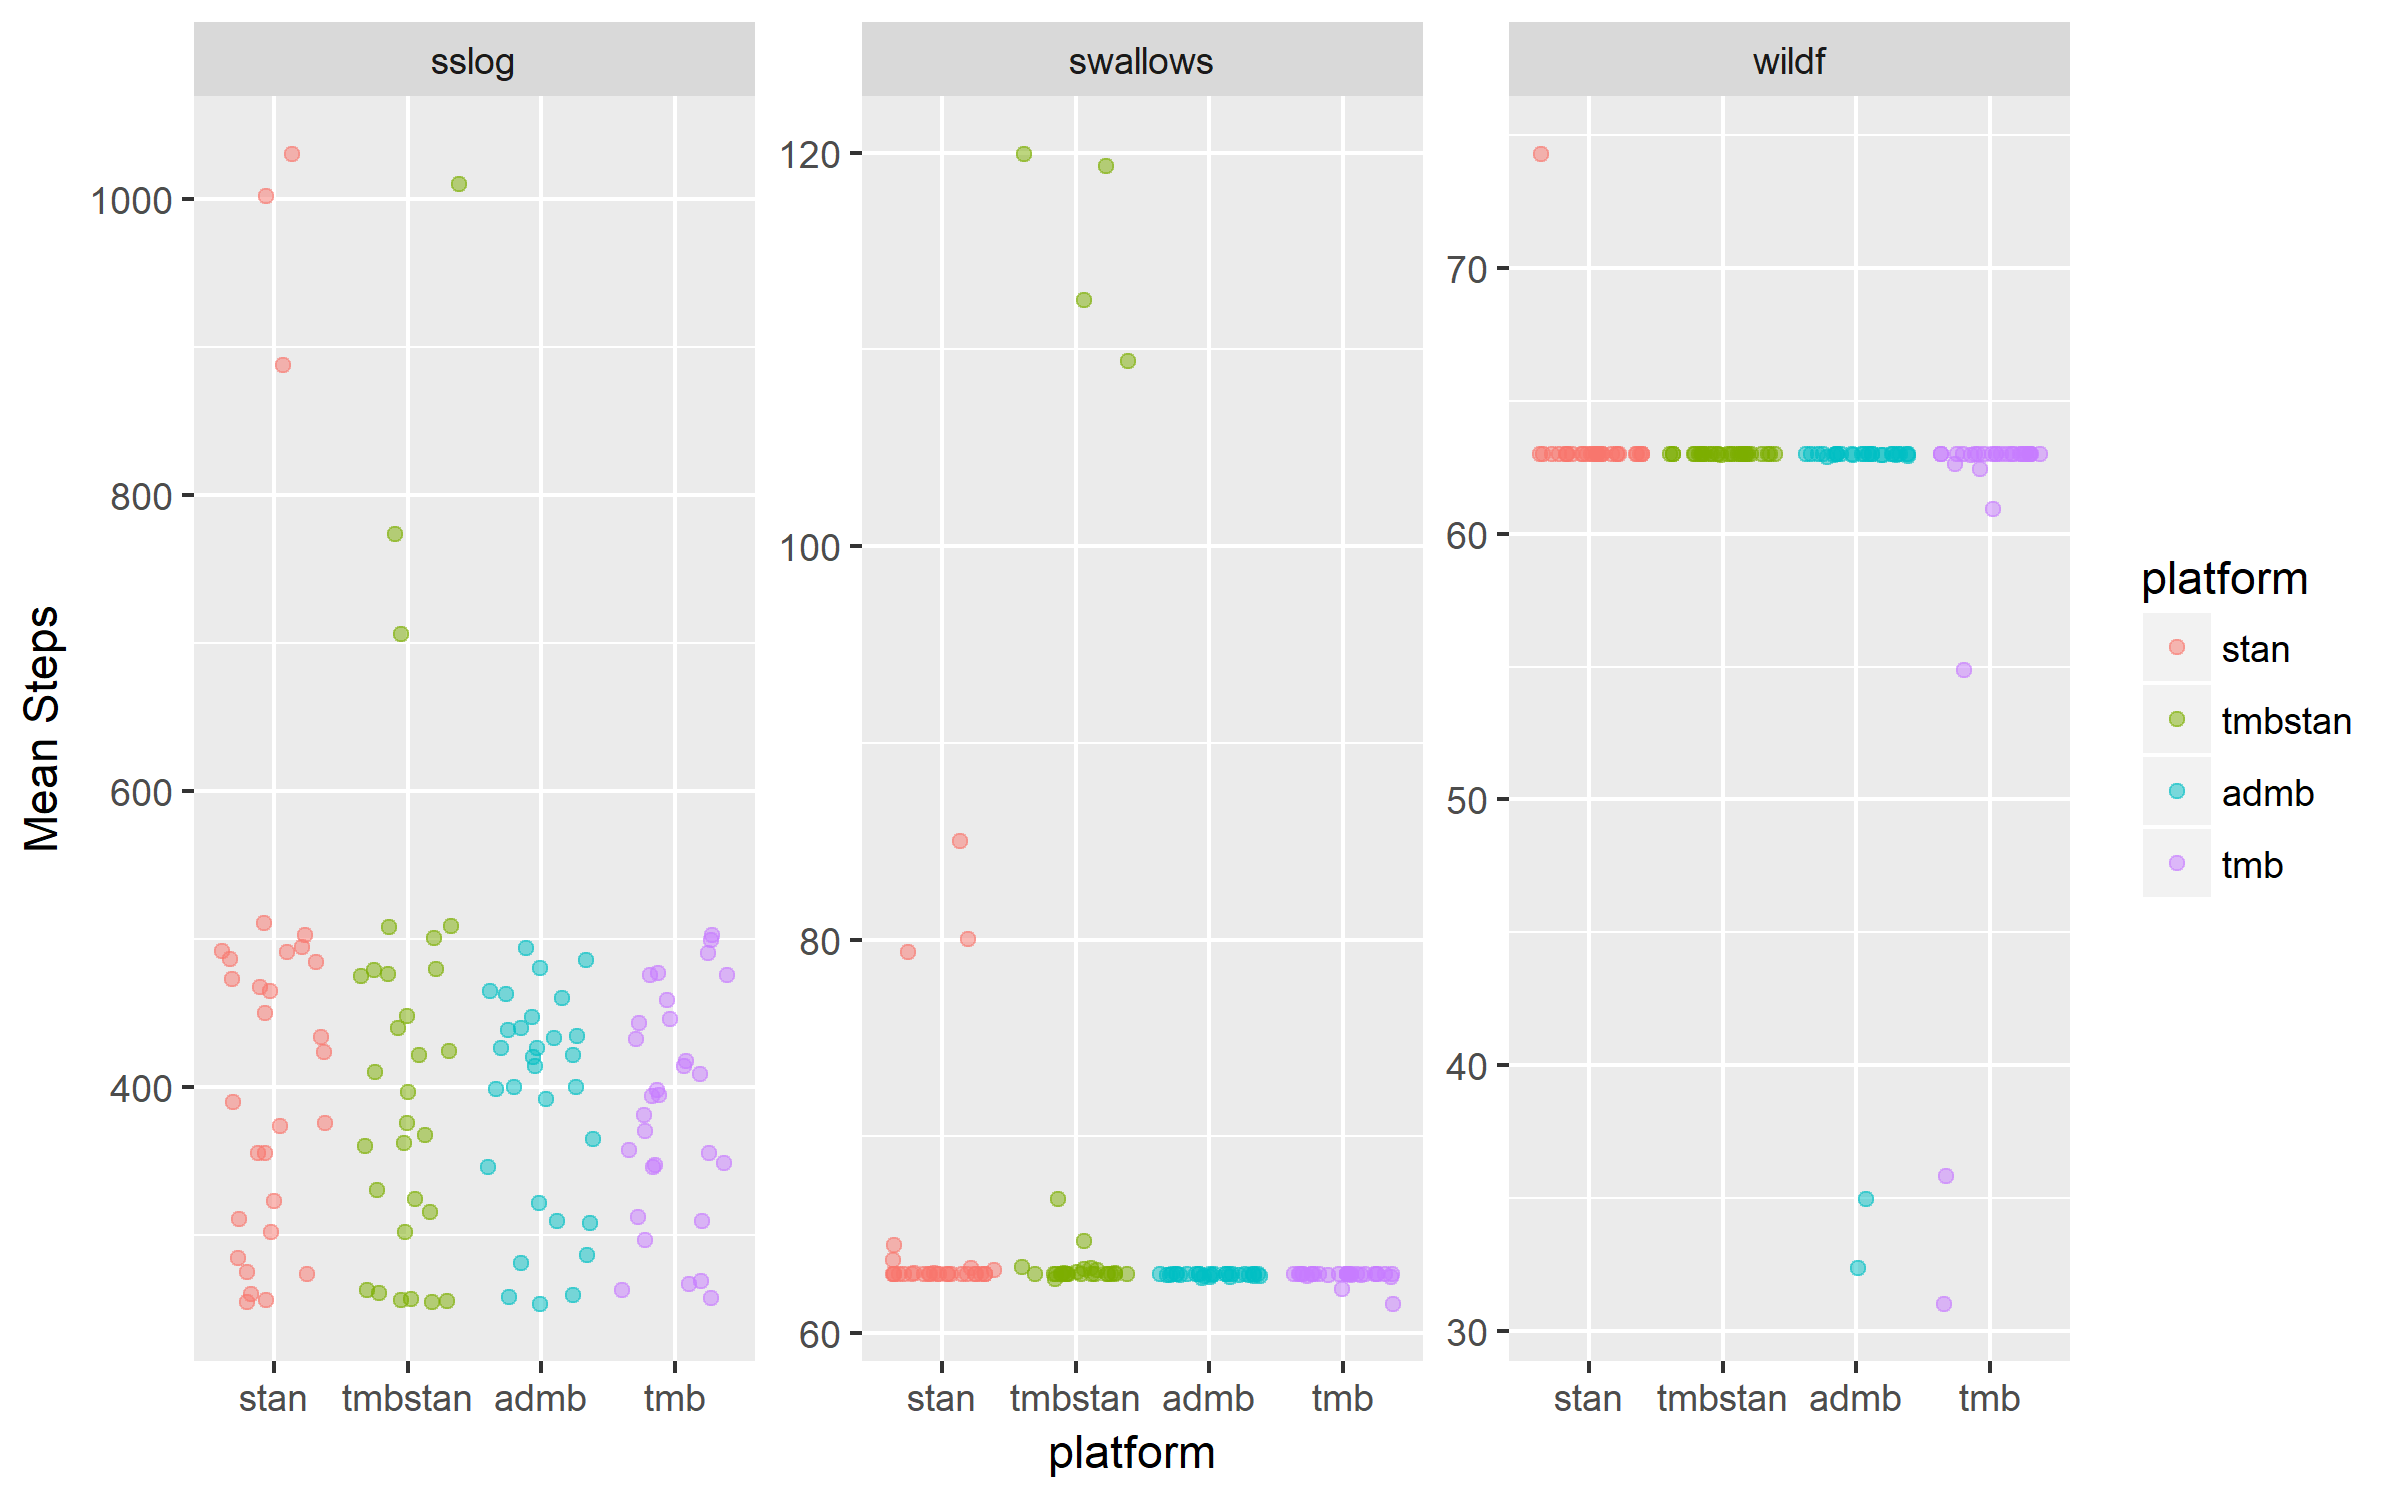 sslog swallows wildf
1000
800
600
400
120
100
80
60
70
60
50
40
30
Mean Steps
stan tmbstan admb tmb
stan tmbstan admb tmb
stan tmbstan admb tmb
platform
platform
stan
tmbstan
admb
tmb